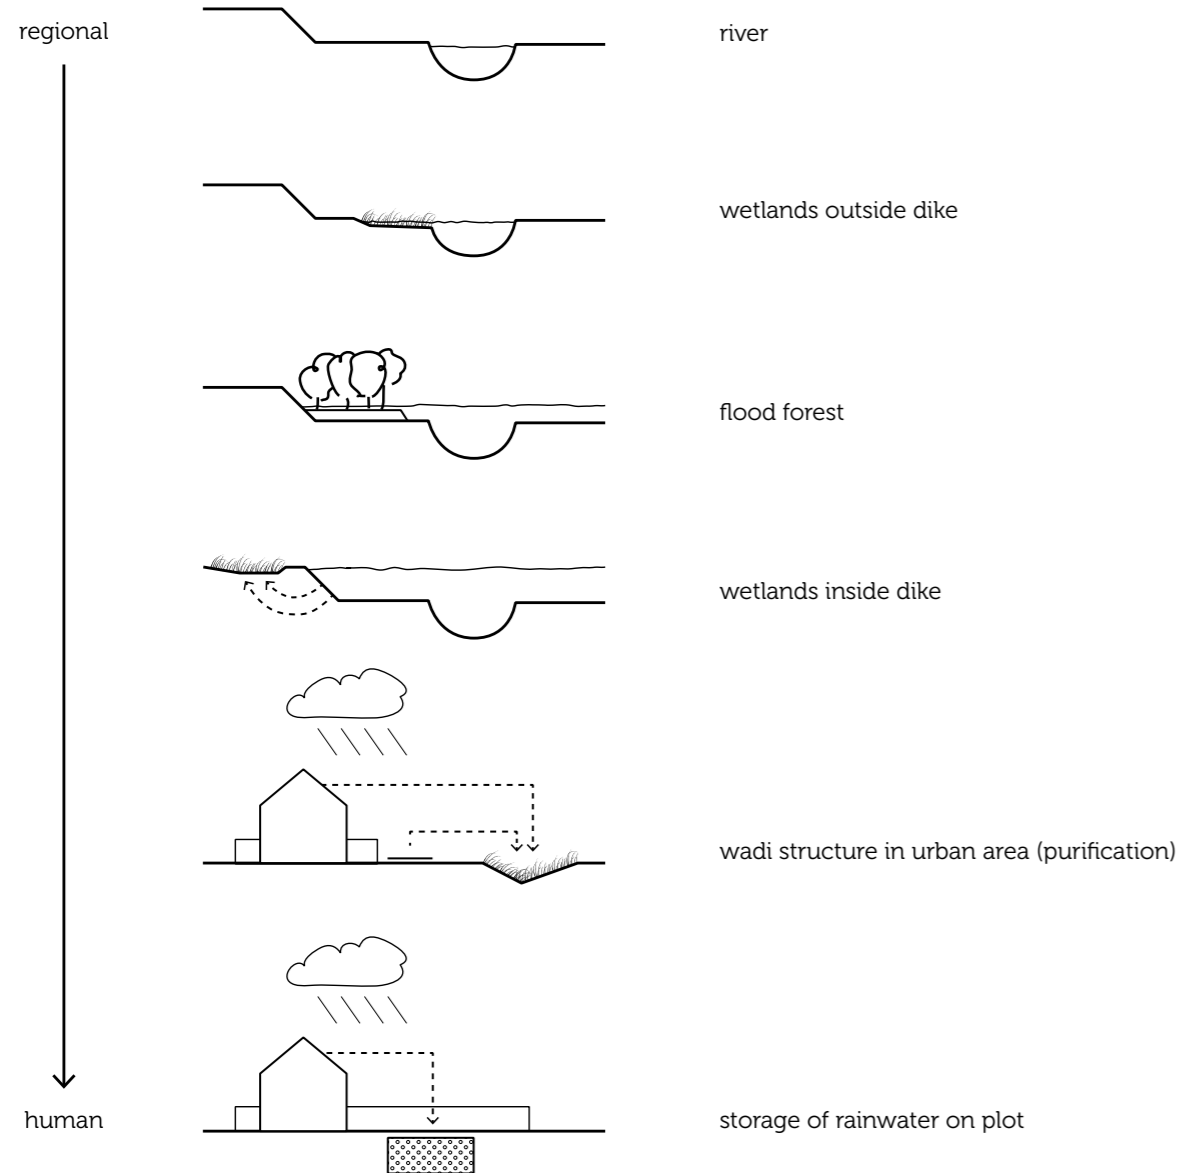 regional
river
wetlands outside dike
flood forest
wetlands inside dike
wadi structure in urban area (purification)
human
storage of rainwater on plot